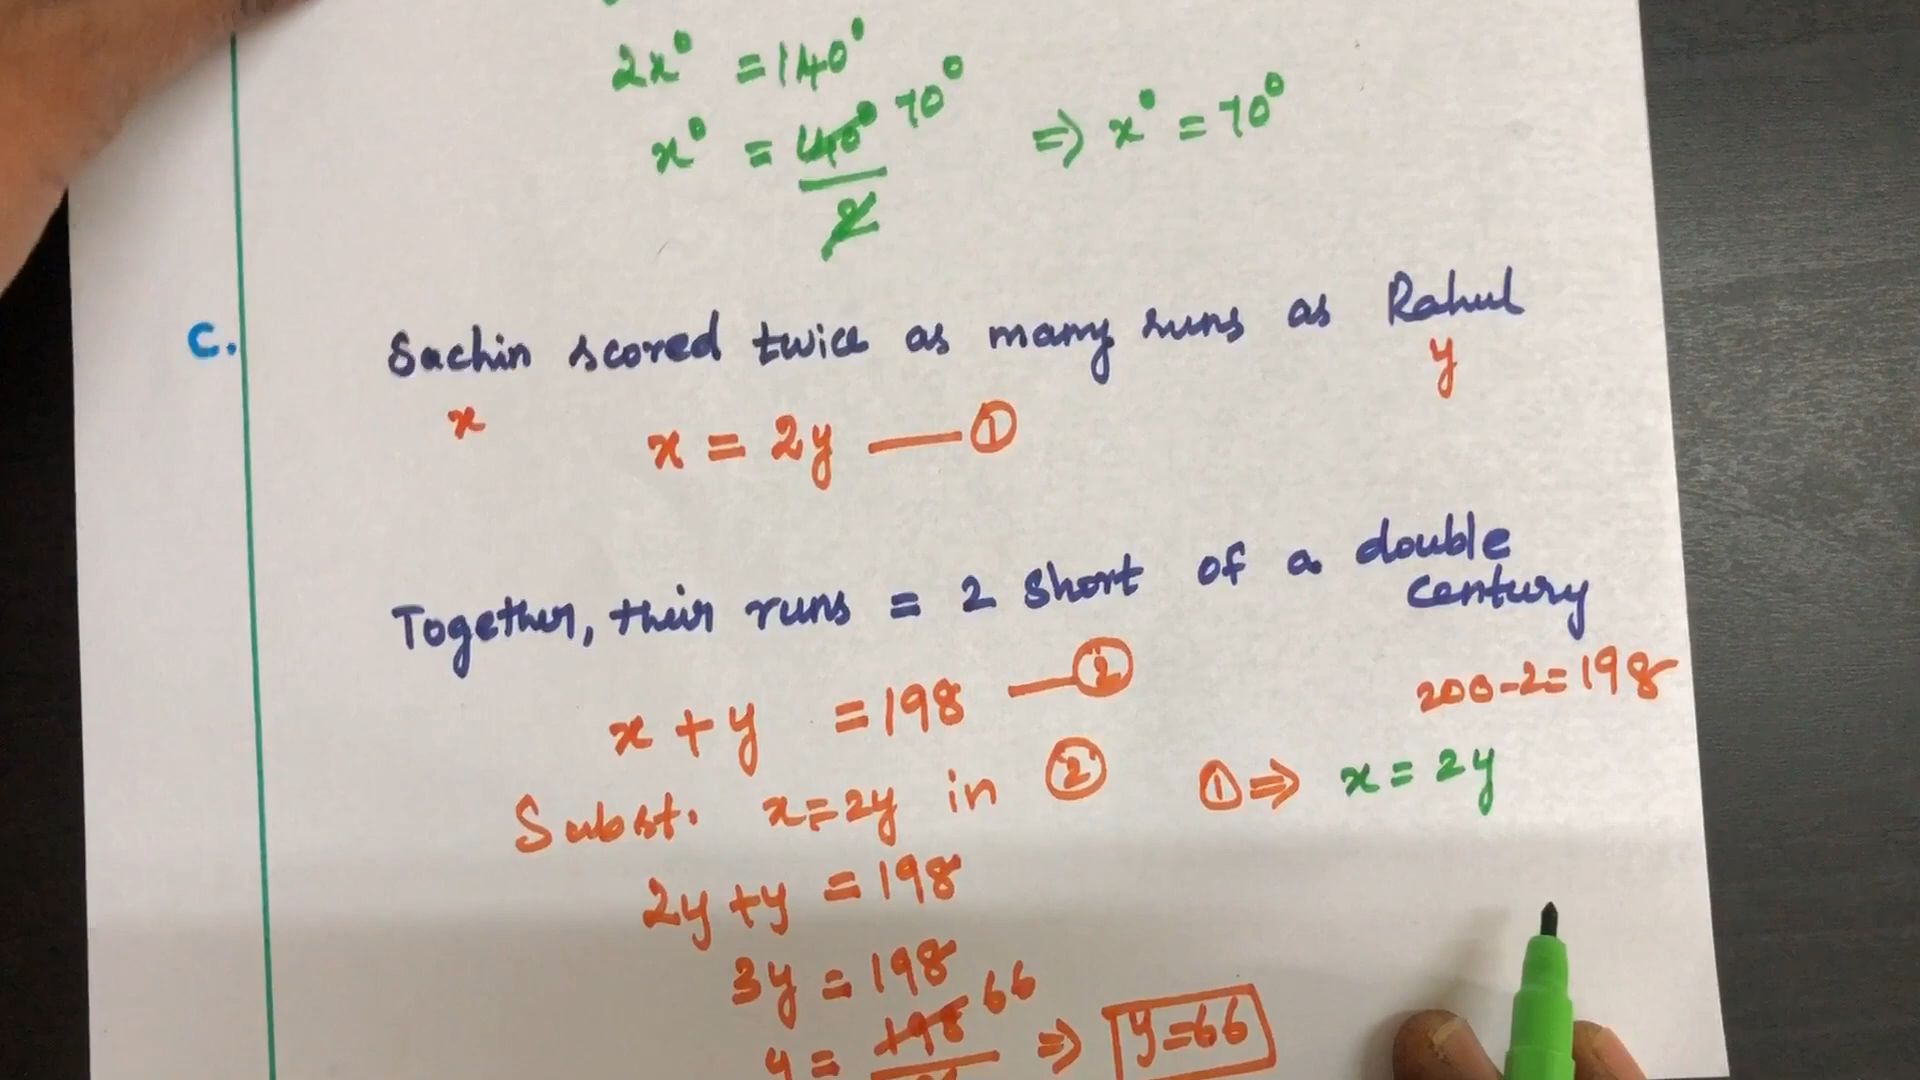 2x° = 140°
x° = 140° 70° ⇒ x° = 70°
2
C. Sachin scored twice as many runs as Rahul
x y
x = 2y —— ①
Together, their runs = 2 short of a double
century
200-2=198
x + y = 198 — ②
Subst. x=2y in ② ①⇒ x = 2y
2y + y = 198
3y = 198
y = 198 66 ⇒ y=66